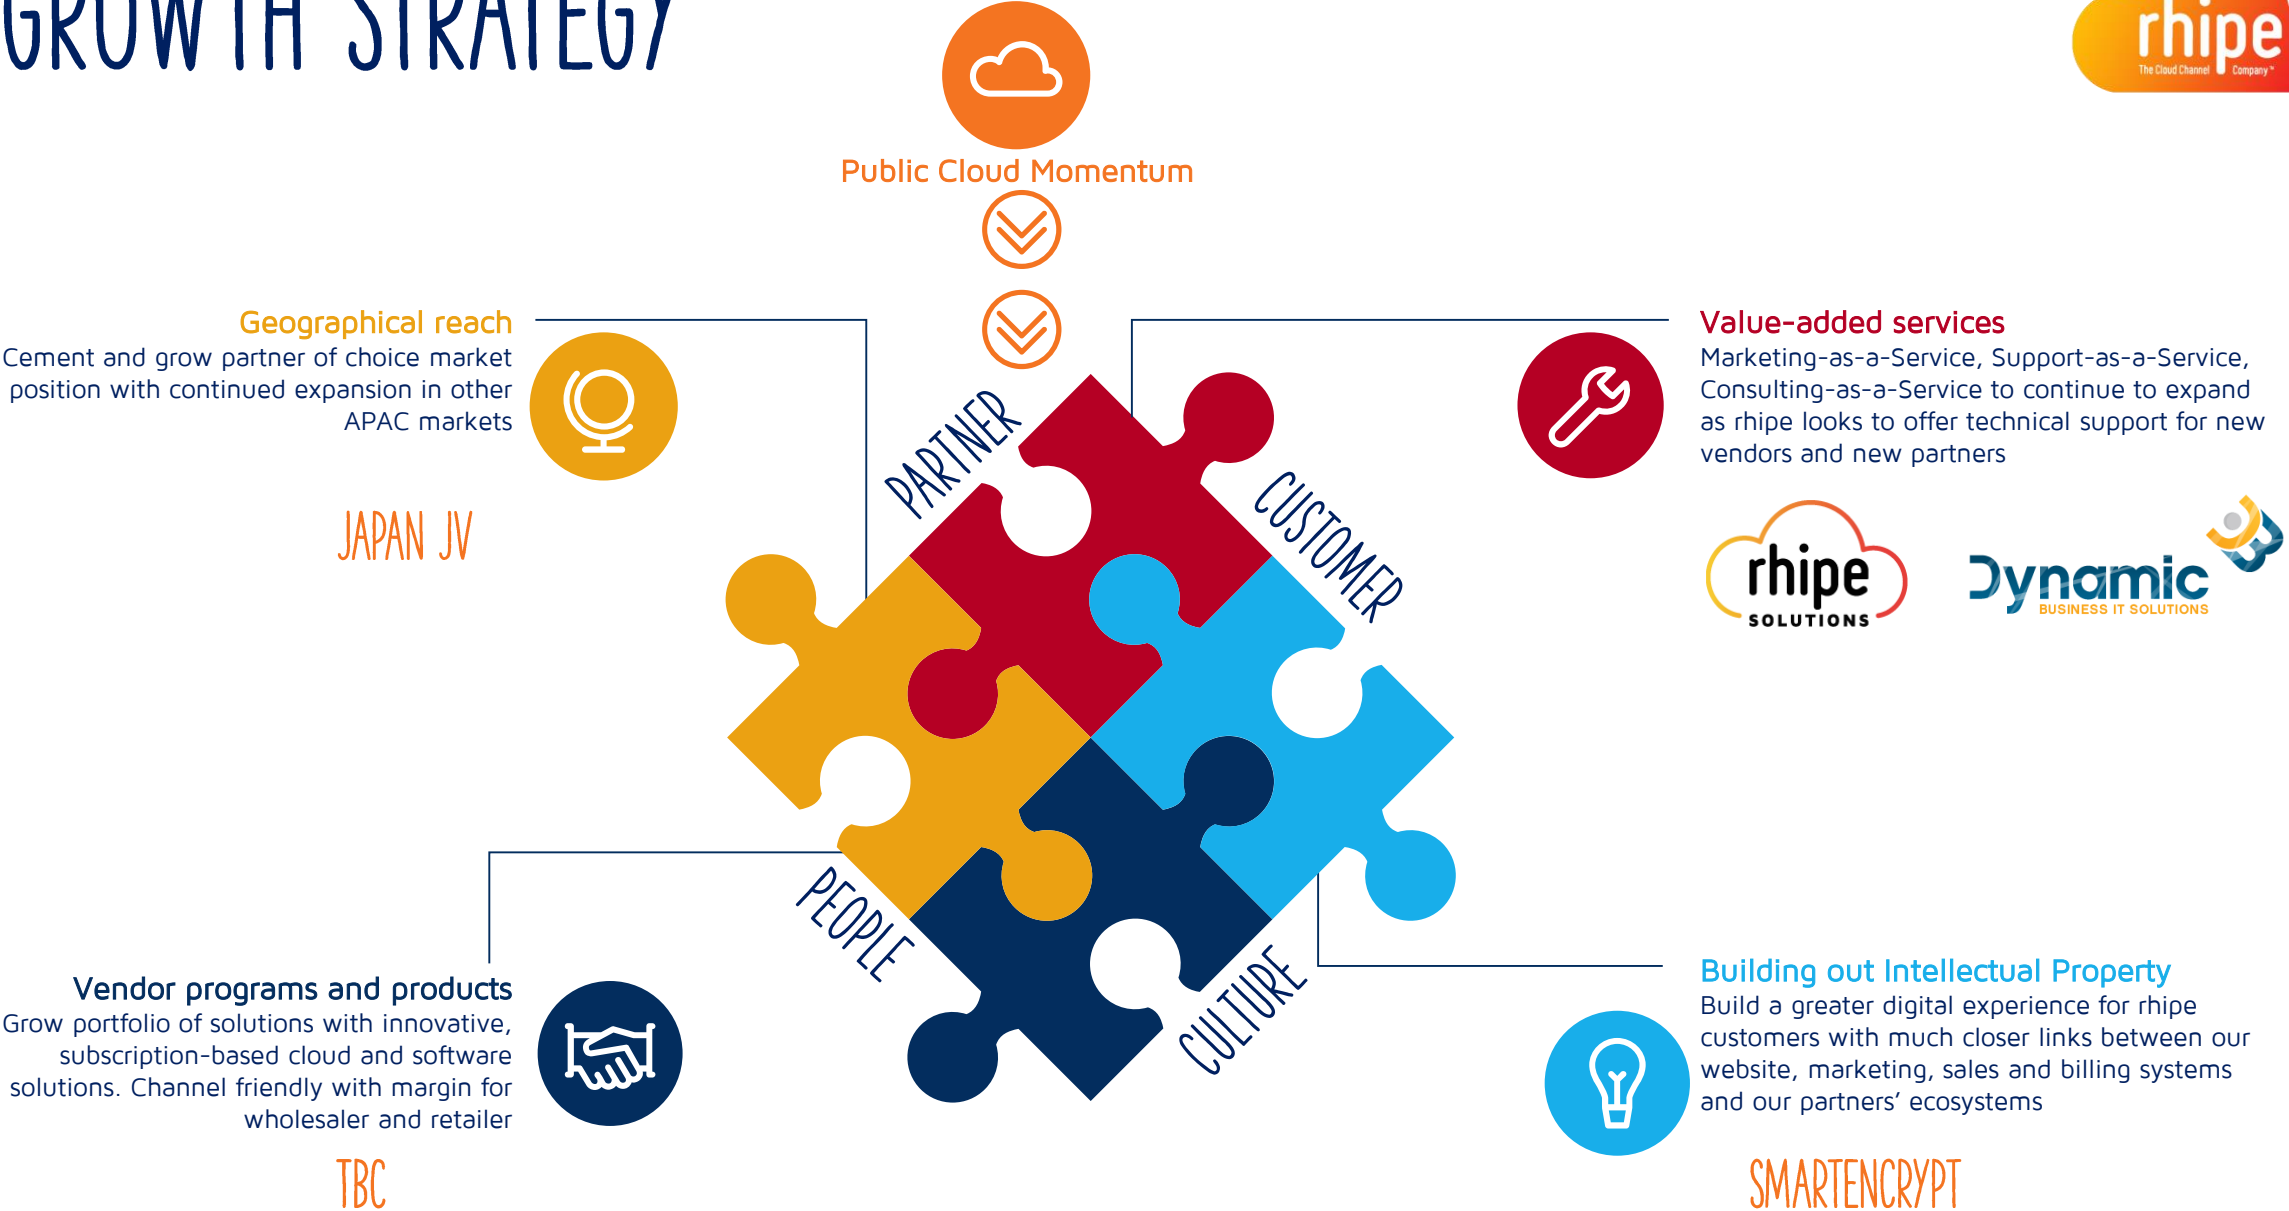 GROWTH STRATEGY
rhipe
The Cloud Channel Company™
Public Cloud Momentum
Geographical reach
Cement and grow partner of choice market
position with continued expansion in other
APAC markets
JAPAN JV
Value-added services
Marketing-as-a-Service, Support-as-a-Service,
Consulting-as-a-Service to continue to expand
as rhipe looks to offer technical support for new
vendors and new partners
rhipe
SOLUTIONS
Dynamic
BUSINESS IT SOLUTIONS
PARTNER
CUSTOMER
PEOPLE
CULTURE
Vendor programs and products
Grow portfolio of solutions with innovative,
subscription-based cloud and software
solutions. Channel friendly with margin for
wholesaler and retailer
TBC
Building out Intellectual Property
Build a greater digital experience for rhipe
customers with much closer links between our
website, marketing, sales and billing systems
and our partners’ ecosystems
SMARTENCRYPT